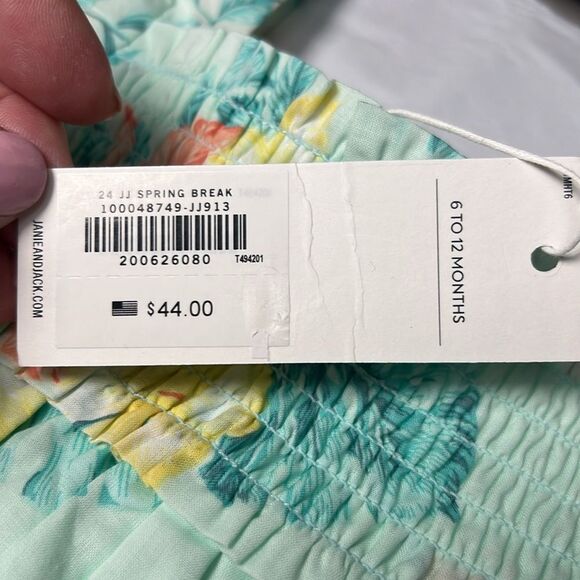 24 JJ SPRING BREAK
100048749-JJ913
200626080
T494201
$44.00
JANIEANDJACK.COM
6 TO 12 MONTHS